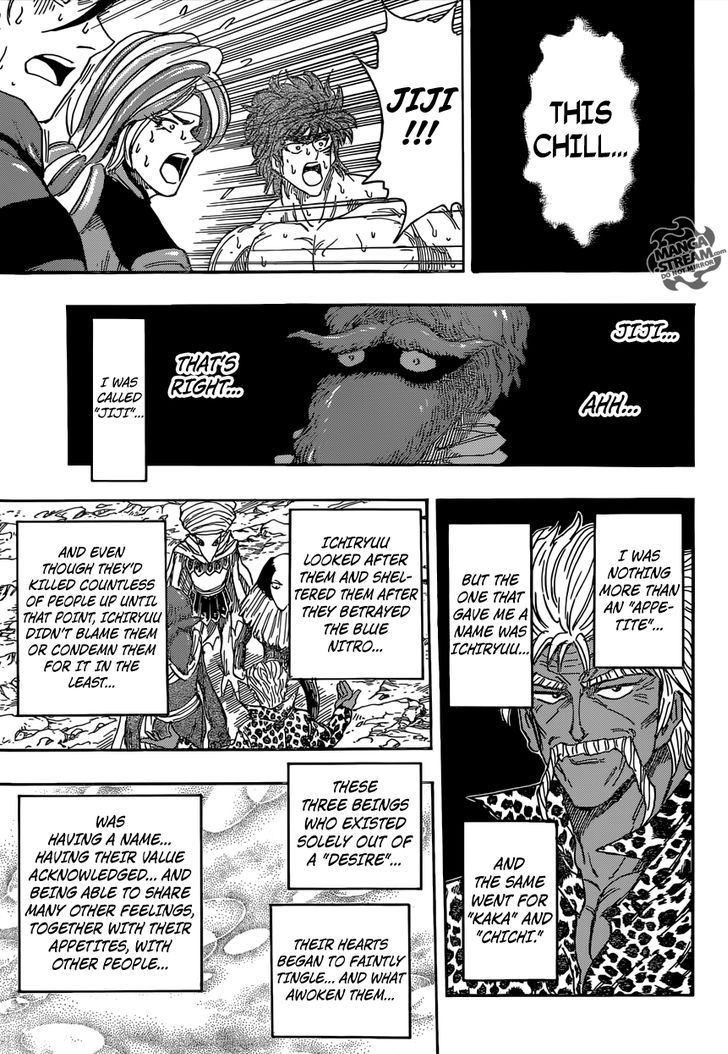 THIS
CHILL...
JIJI
!!!
MANGA
STREAM.com
DO NOT MIRROR
JIJI...
AHH...
THAT'S
RIGHT...
I WAS
CALLED
"JIJI"...
I WAS
NOTHING
MORE THAN
AN "APPE-
TITE"...
BUT THE
ONE THAT
GAVE ME A
NAME WAS
ICHIRYUU...
AND
THE SAME
WENT FOR
"KAKA" AND
"CHICHI."
ICHIRYUU
LOOKED AFTER
THEM AND SHEL-
TERED THEM AFTER
THEY BETRAYED
THE BLUE
NITRO...
AND EVEN
THOUGH THEY'D
KILLED COUNTLESS
OF PEOPLE UP UNTIL
THAT POINT, ICHIRYUU
DIDN'T BLAME THEM
OR CONDEMN THEM
FOR IT IN THE
LEAST...
THESE
THREE BEINGS
WHO EXISTED
SOLELY OUT OF
A "DESIRE"...
THEIR HEARTS
BEGAN TO FAINTLY
TINGLE... AND WHAT
AWOKEN THEM...
WAS
HAVING A NAME...
HAVING THEIR VALUE
ACKNOWLEDGED... AND
BEING ABLE TO SHARE
MANY OTHER FEELINGS,
TOGETHER WITH THEIR
APPETITES, WITH
OTHER PEOPLE...